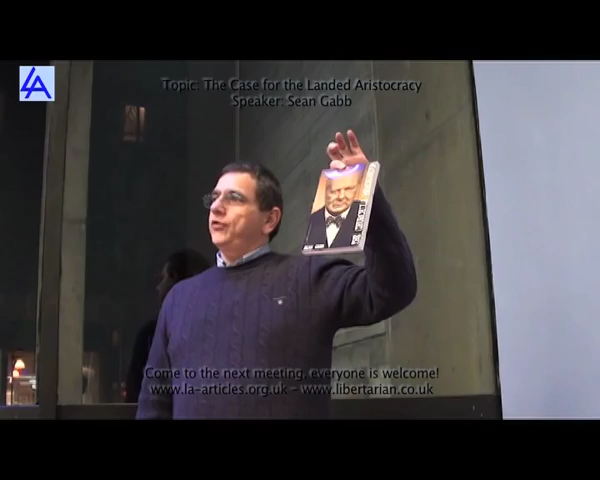 LA
Topic: The Case for the Landed Aristocracy
Speaker: Sean Gabb
Come to the next meeting, everyone is welcome!
www.la-articles.org.uk - www.libertarian.co.uk